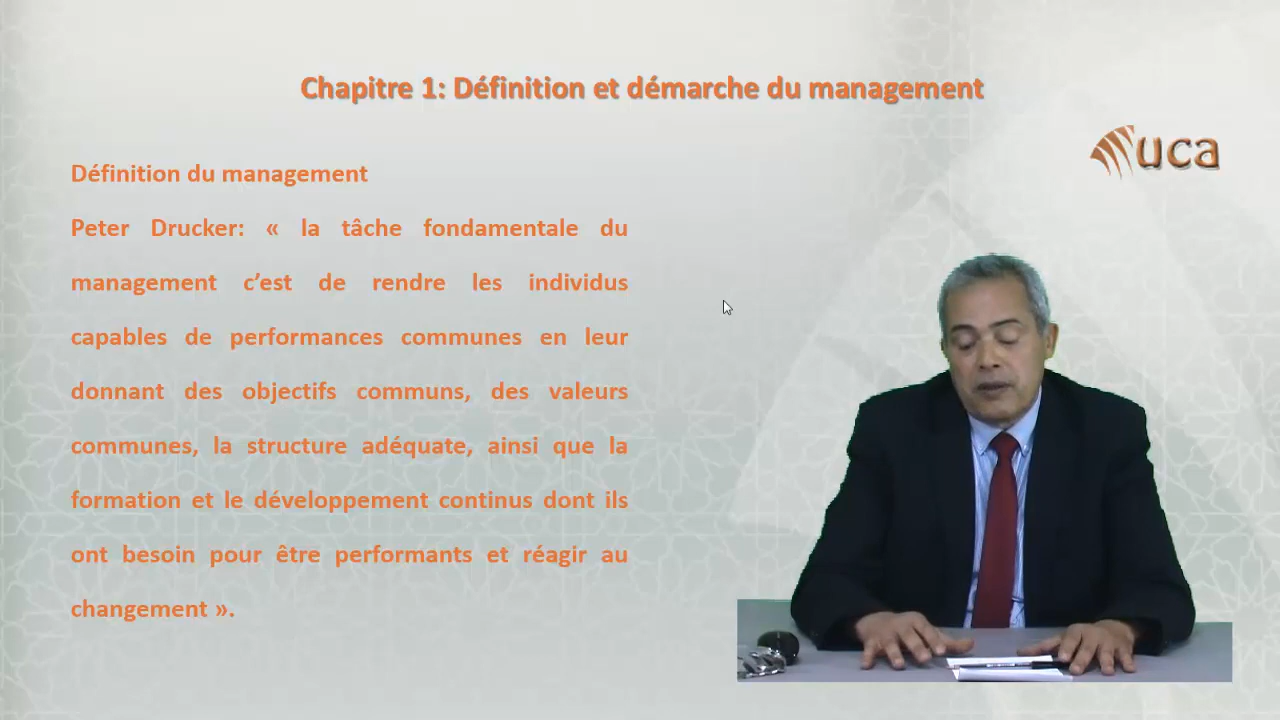 Chapitre 1: Définition et démarche du management
uca
Définition du management
Peter Drucker: « la tâche fondamentale du
management c’est de rendre les individus
capables de performances communes en leur
donnant des objectifs communs, des valeurs
communes, la structure adéquate, ainsi que la
formation et le développement continus dont ils
ont besoin pour être performants et réagir au
changement ».